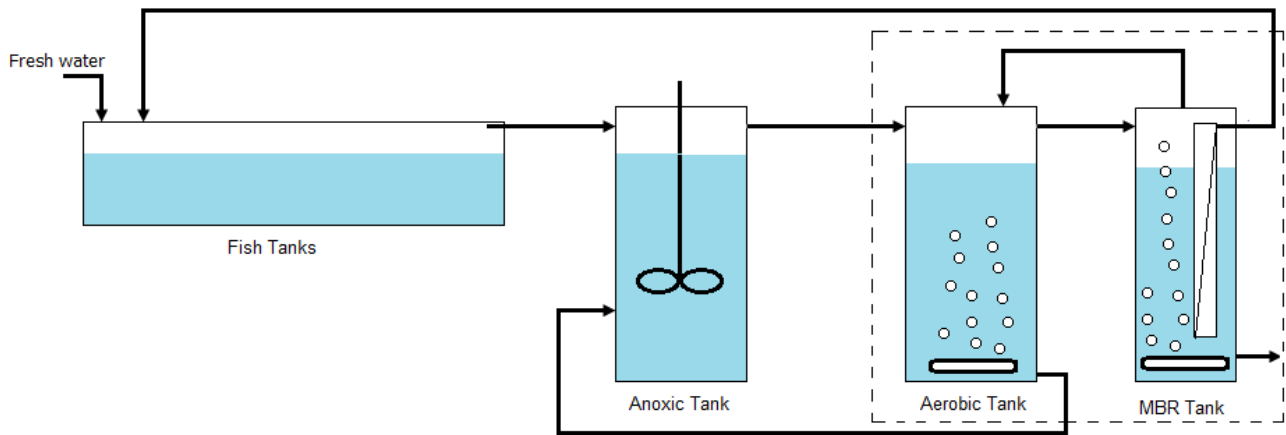 Fresh water
Fish Tanks
Anoxic Tank
Aerobic Tank
MBR Tank